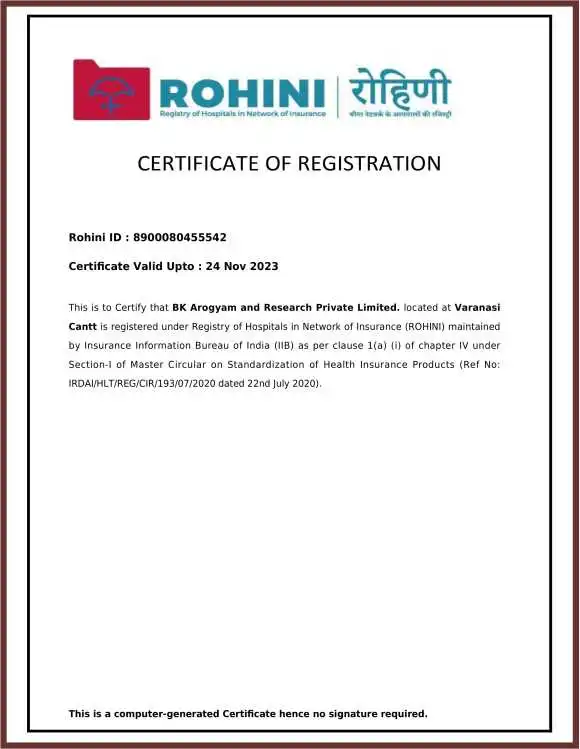 ROHINI
Registry of Hospitals in Network of Insurance
रोहिणी
बीमा नेटवर्क के अस्पतालों की रजिस्ट्री
CERTIFICATE OF REGISTRATION
Rohini ID : 8900080455542
Certificate Valid Upto : 24 Nov 2023
This is to Certify that BK Arogyam and Research Private Limited. located at Varanasi
Cantt is registered under Registry of Hospitals in Network of Insurance (ROHINI) maintained
by Insurance Information Bureau of India (IIB) as per clause 1(a) (i) of chapter IV under
Section-I of Master Circular on Standardization of Health Insurance Products (Ref No:
IRDAI/HLT/REG/CIR/193/07/2020 dated 22nd July 2020).
This is a computer-generated Certificate hence no signature required.